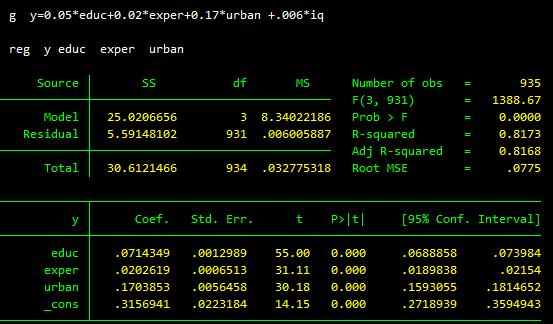 g y=0.05*educ+0.02*exper+0.17*urban +.006*iq
reg y educ exper urban
Source SS df MS Number of obs = 935
F(3, 931) = 1388.67
Model 25.0206656 3 8.34022186 Prob > F = 0.0000
Residual 5.59148102 931 .006005887 R-squared = 0.8173
Adj R-squared = 0.8168
Total 30.6121466 934 .032775318 Root MSE = .0775
y Coef. Std. Err. t P>|t| [95% Conf. Interval]
educ .0714349 .0012989 55.00 0.000 .0688858 .073984
exper .0202619 .0006513 31.11 0.000 .0189838 .02154
urban .1703853 .0056458 30.18 0.000 .1593055 .1814652
_cons .3156941 .0223184 14.15 0.000 .2718939 .3594943